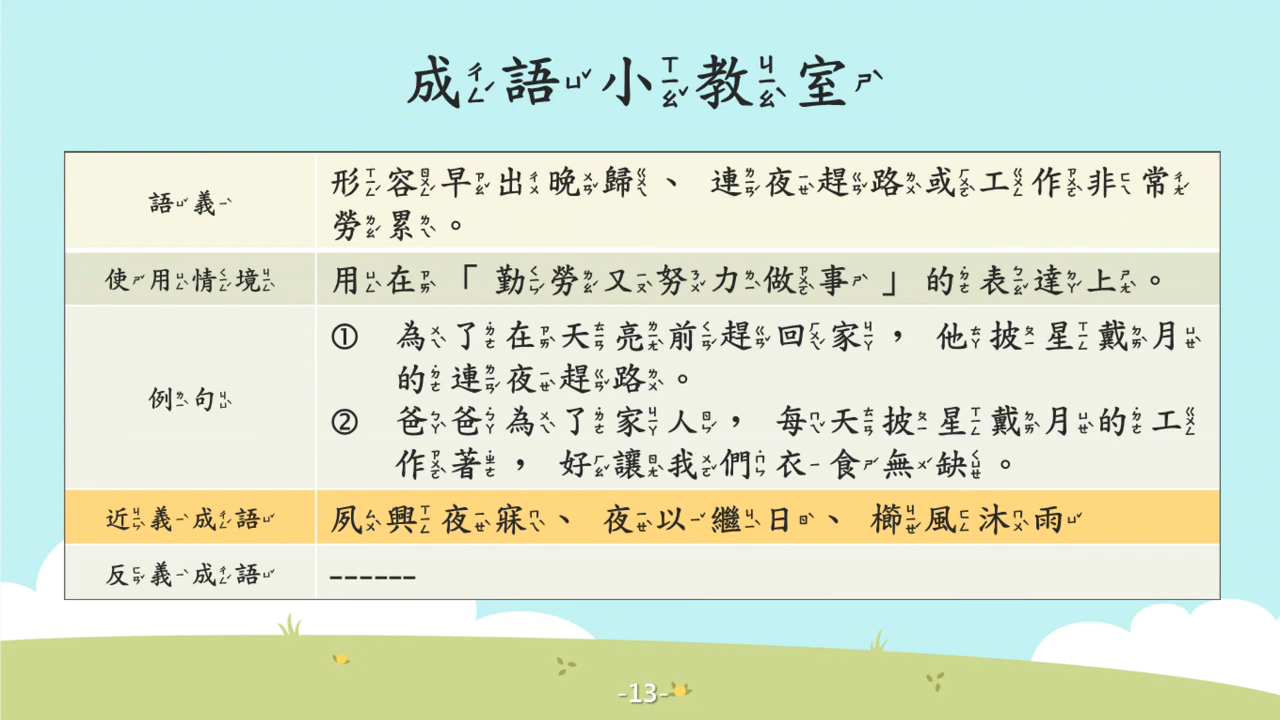 成語小教室
語義
形容早出晚歸、連夜趕路或工作非常
勞累。
使用情境
用在「勤勞又努力做事」的表達上。
例句
① 為了在天亮前趕回家，他披星戴月
的連夜趕路。
② 爸爸為了家人，每天披星戴月的工
作著，好讓我們衣食無缺。
近義成語
夙興夜寐、夜以繼日、櫛風沐雨
反義成語
------
-13-